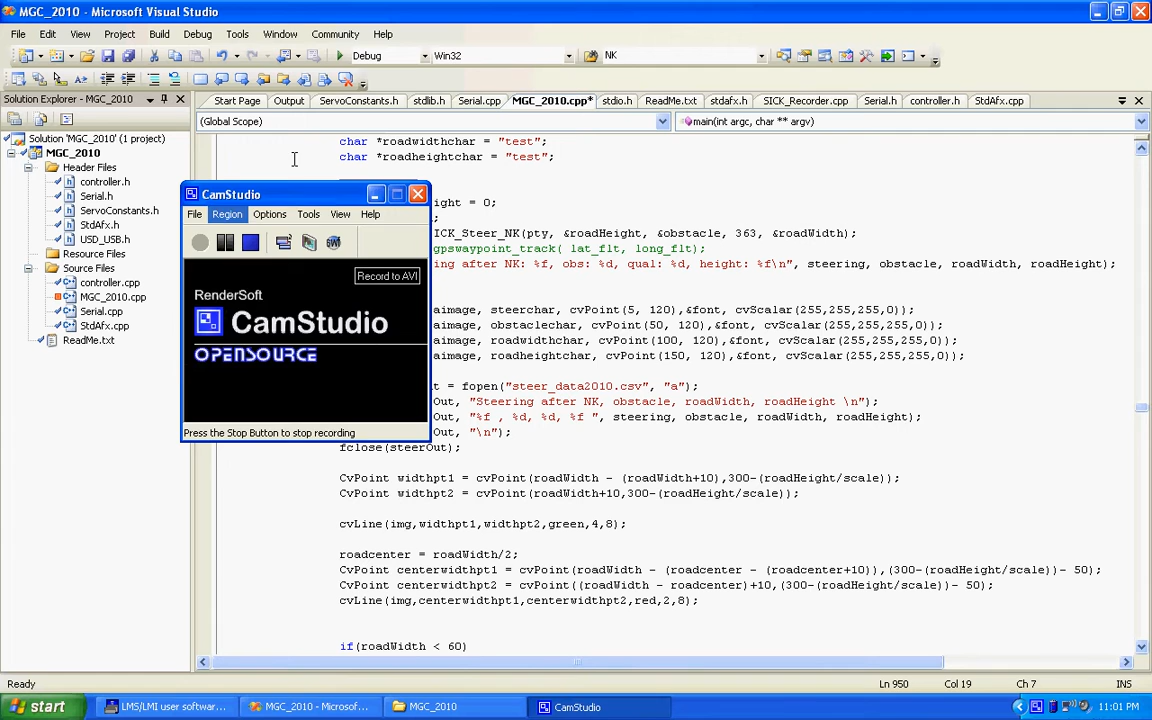 MGC_2010 - Microsoft Visual Studio
File Edit View Project Build Debug Tools Window Community Help
Debug Win32 NK
Solution Explorer - MGC_2010
Start Page Output ServoConstants.h stdlib.h Serial.cpp MGC_2010.cpp* stdio.h ReadMe.txt stdafx.h SICK_Recorder.cpp Serial.h controller.h StdAfx.cpp
(Global Scope) main(int argc, char ** argv)
Solution 'MGC_2010' (1 project)
MGC_2010
Header Files
controller.h
Serial.h
ServoConstants.h
StdAfx.h
USD_USB.h
Resource Files
Source Files
controller.cpp
MGC_2010.cpp
Serial.cpp
StdAfx.cpp
ReadMe.txt
char *roadwidthchar = "test";
char *roadheightchar = "test";
eight = 0;
;
ICK_Steer_NK(pty, &roadHeight, &obstacle, 363, &roadWidth);
gpswaypoint_track( lat_flt, long_flt);
ing after NK: %f, obs: %d, qual: %d, height: %f\n", steering, obstacle, roadWidth, roadHeight);
aimage, steerchar, cvPoint(5, 120),&font, cvScalar(255,255,255,0));
aimage, obstaclechar, cvPoint(50, 120),&font, cvScalar(255,255,255,0));
aimage, roadwidthchar, cvPoint(100, 120),&font, cvScalar(255,255,255,0));
aimage, roadheightchar, cvPoint(150, 120),&font, cvScalar(255,255,255,0));
t = fopen("steer_data2010.csv", "a");
Out, "Steering after NK, obstacle, roadWidth, roadHeight \n");
Out, "%f , %d, %d, %f ", steering, obstacle, roadWidth, roadHeight);
Out, "\n");
fclose(steerOut);
CvPoint widthpt1 = cvPoint(roadWidth - (roadWidth+10),300-(roadHeight/scale));
CvPoint widthpt2 = cvPoint(roadWidth+10,300-(roadHeight/scale));
cvLine(img,widthpt1,widthpt2,green,4,8);
roadcenter = roadWidth/2;
CvPoint centerwidthpt1 = cvPoint(roadWidth - (roadcenter - (roadcenter+10)),(300-(roadHeight/scale))- 50);
CvPoint centerwidthpt2 = cvPoint((roadWidth - roadcenter)+10,(300-(roadHeight/scale))- 50);
cvLine(img,centerwidthpt1,centerwidthpt2,red,2,8);
if(roadWidth < 60)
CamStudio
File Region Options Tools View Help
Record to AVI
RenderSoft
CamStudio
OPENSOURCE
Press the Stop Button to stop recording
Ready Ln 950 Col 19 Ch 7 INS
start LMS/LMI user softwar... MGC_2010 - Microsof... MGC_2010 CamStudio 11:01 PM